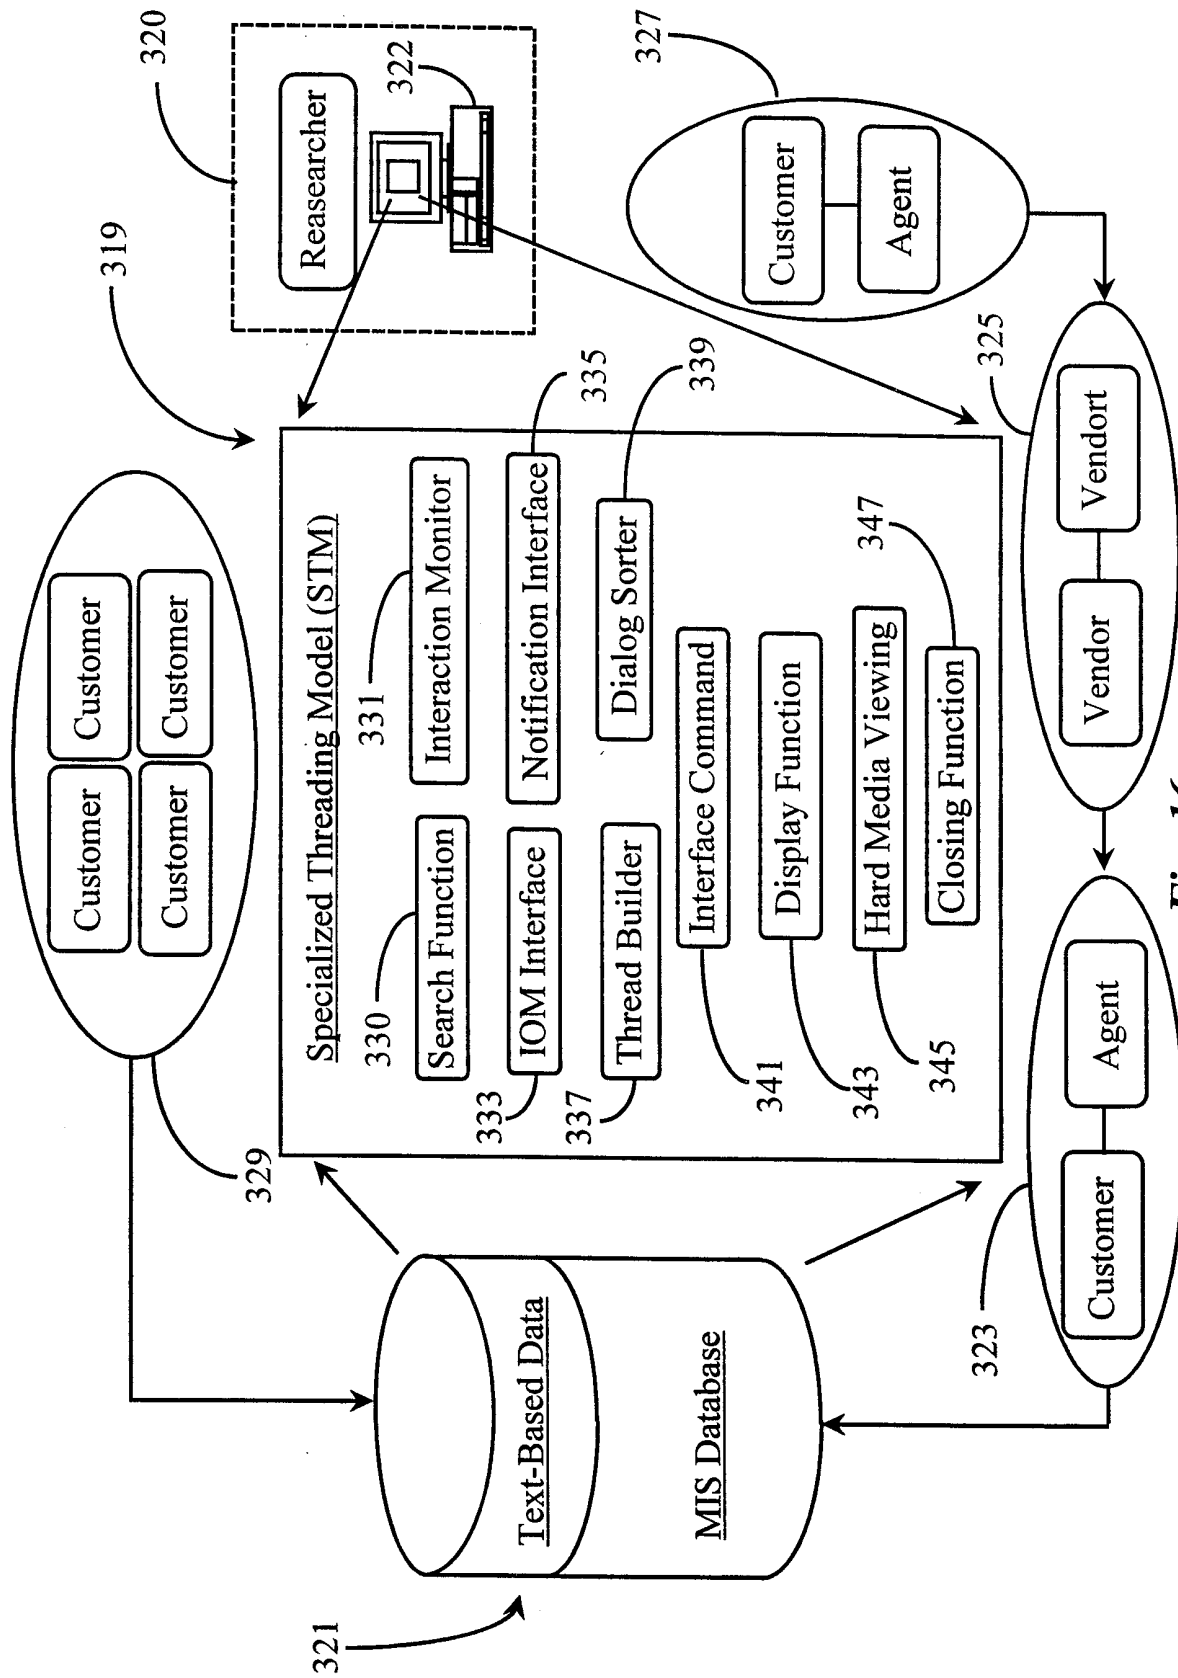 Customer
Customer
319
320
Customer
Customer
329
321
Specialized Threading Model (STM)
Reasearcher
330
331
322
Search Function
Interaction Monitor
333
335
Text-Based Data
IOM Interface
Notification Interface
337
339
Thread Builder
Dialog Sorter
327
MIS Database
Interface Command
341
Customer
Display Function
343
347
Agent
Hard Media Viewing
345
Closing Function
323
325
Customer
Agent
Vendor
Vendort